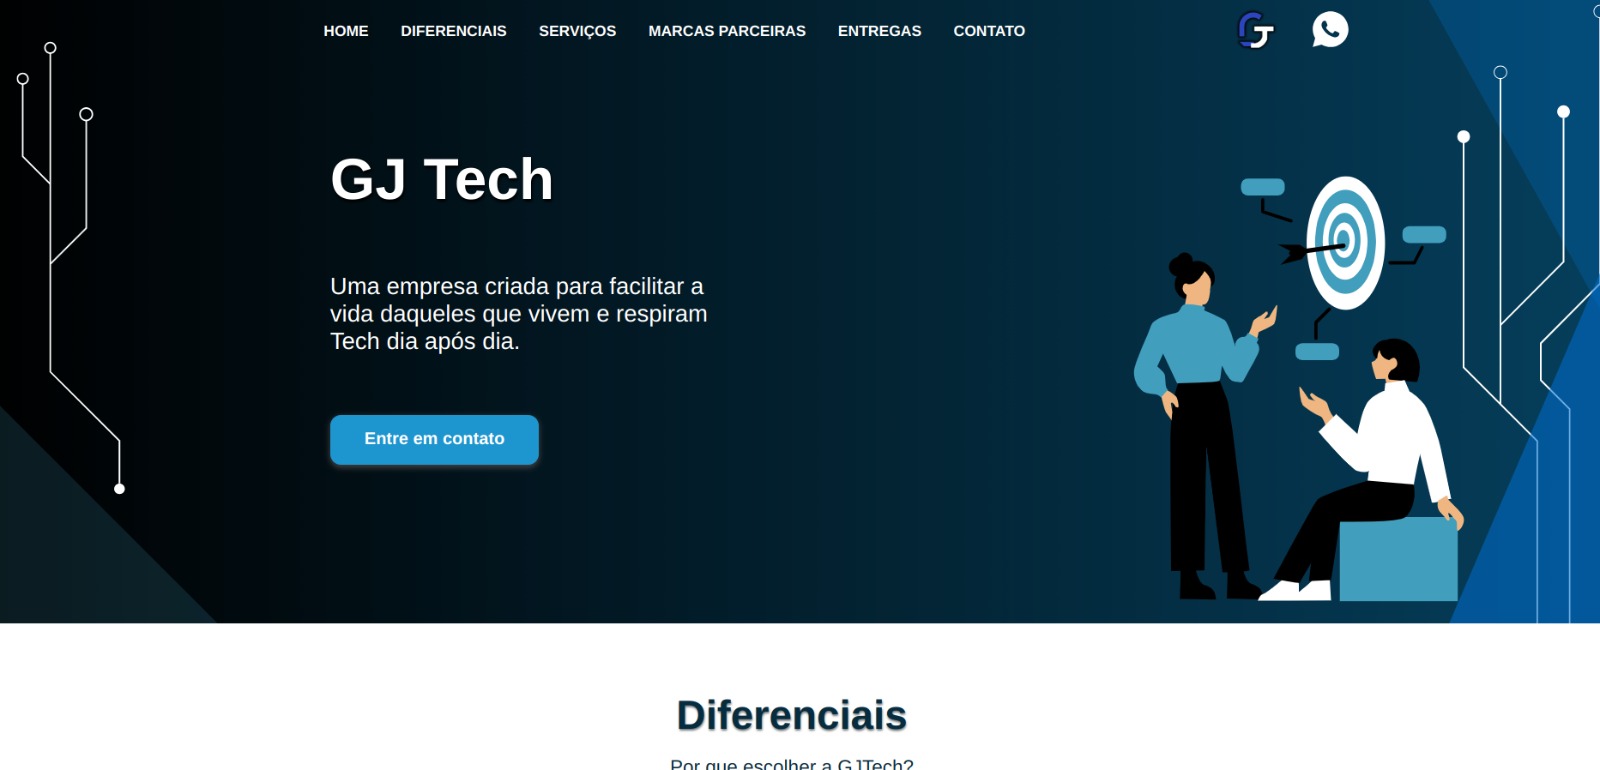 HOME DIFERENCIAIS SERVIÇOS MARCAS PARCEIRAS ENTREGAS CONTATO
GJ Tech
Uma empresa criada para facilitar a
vida daqueles que vivem e respiram
Tech dia após dia.
Entre em contato
Diferenciais
Por que escolher a GJTech?